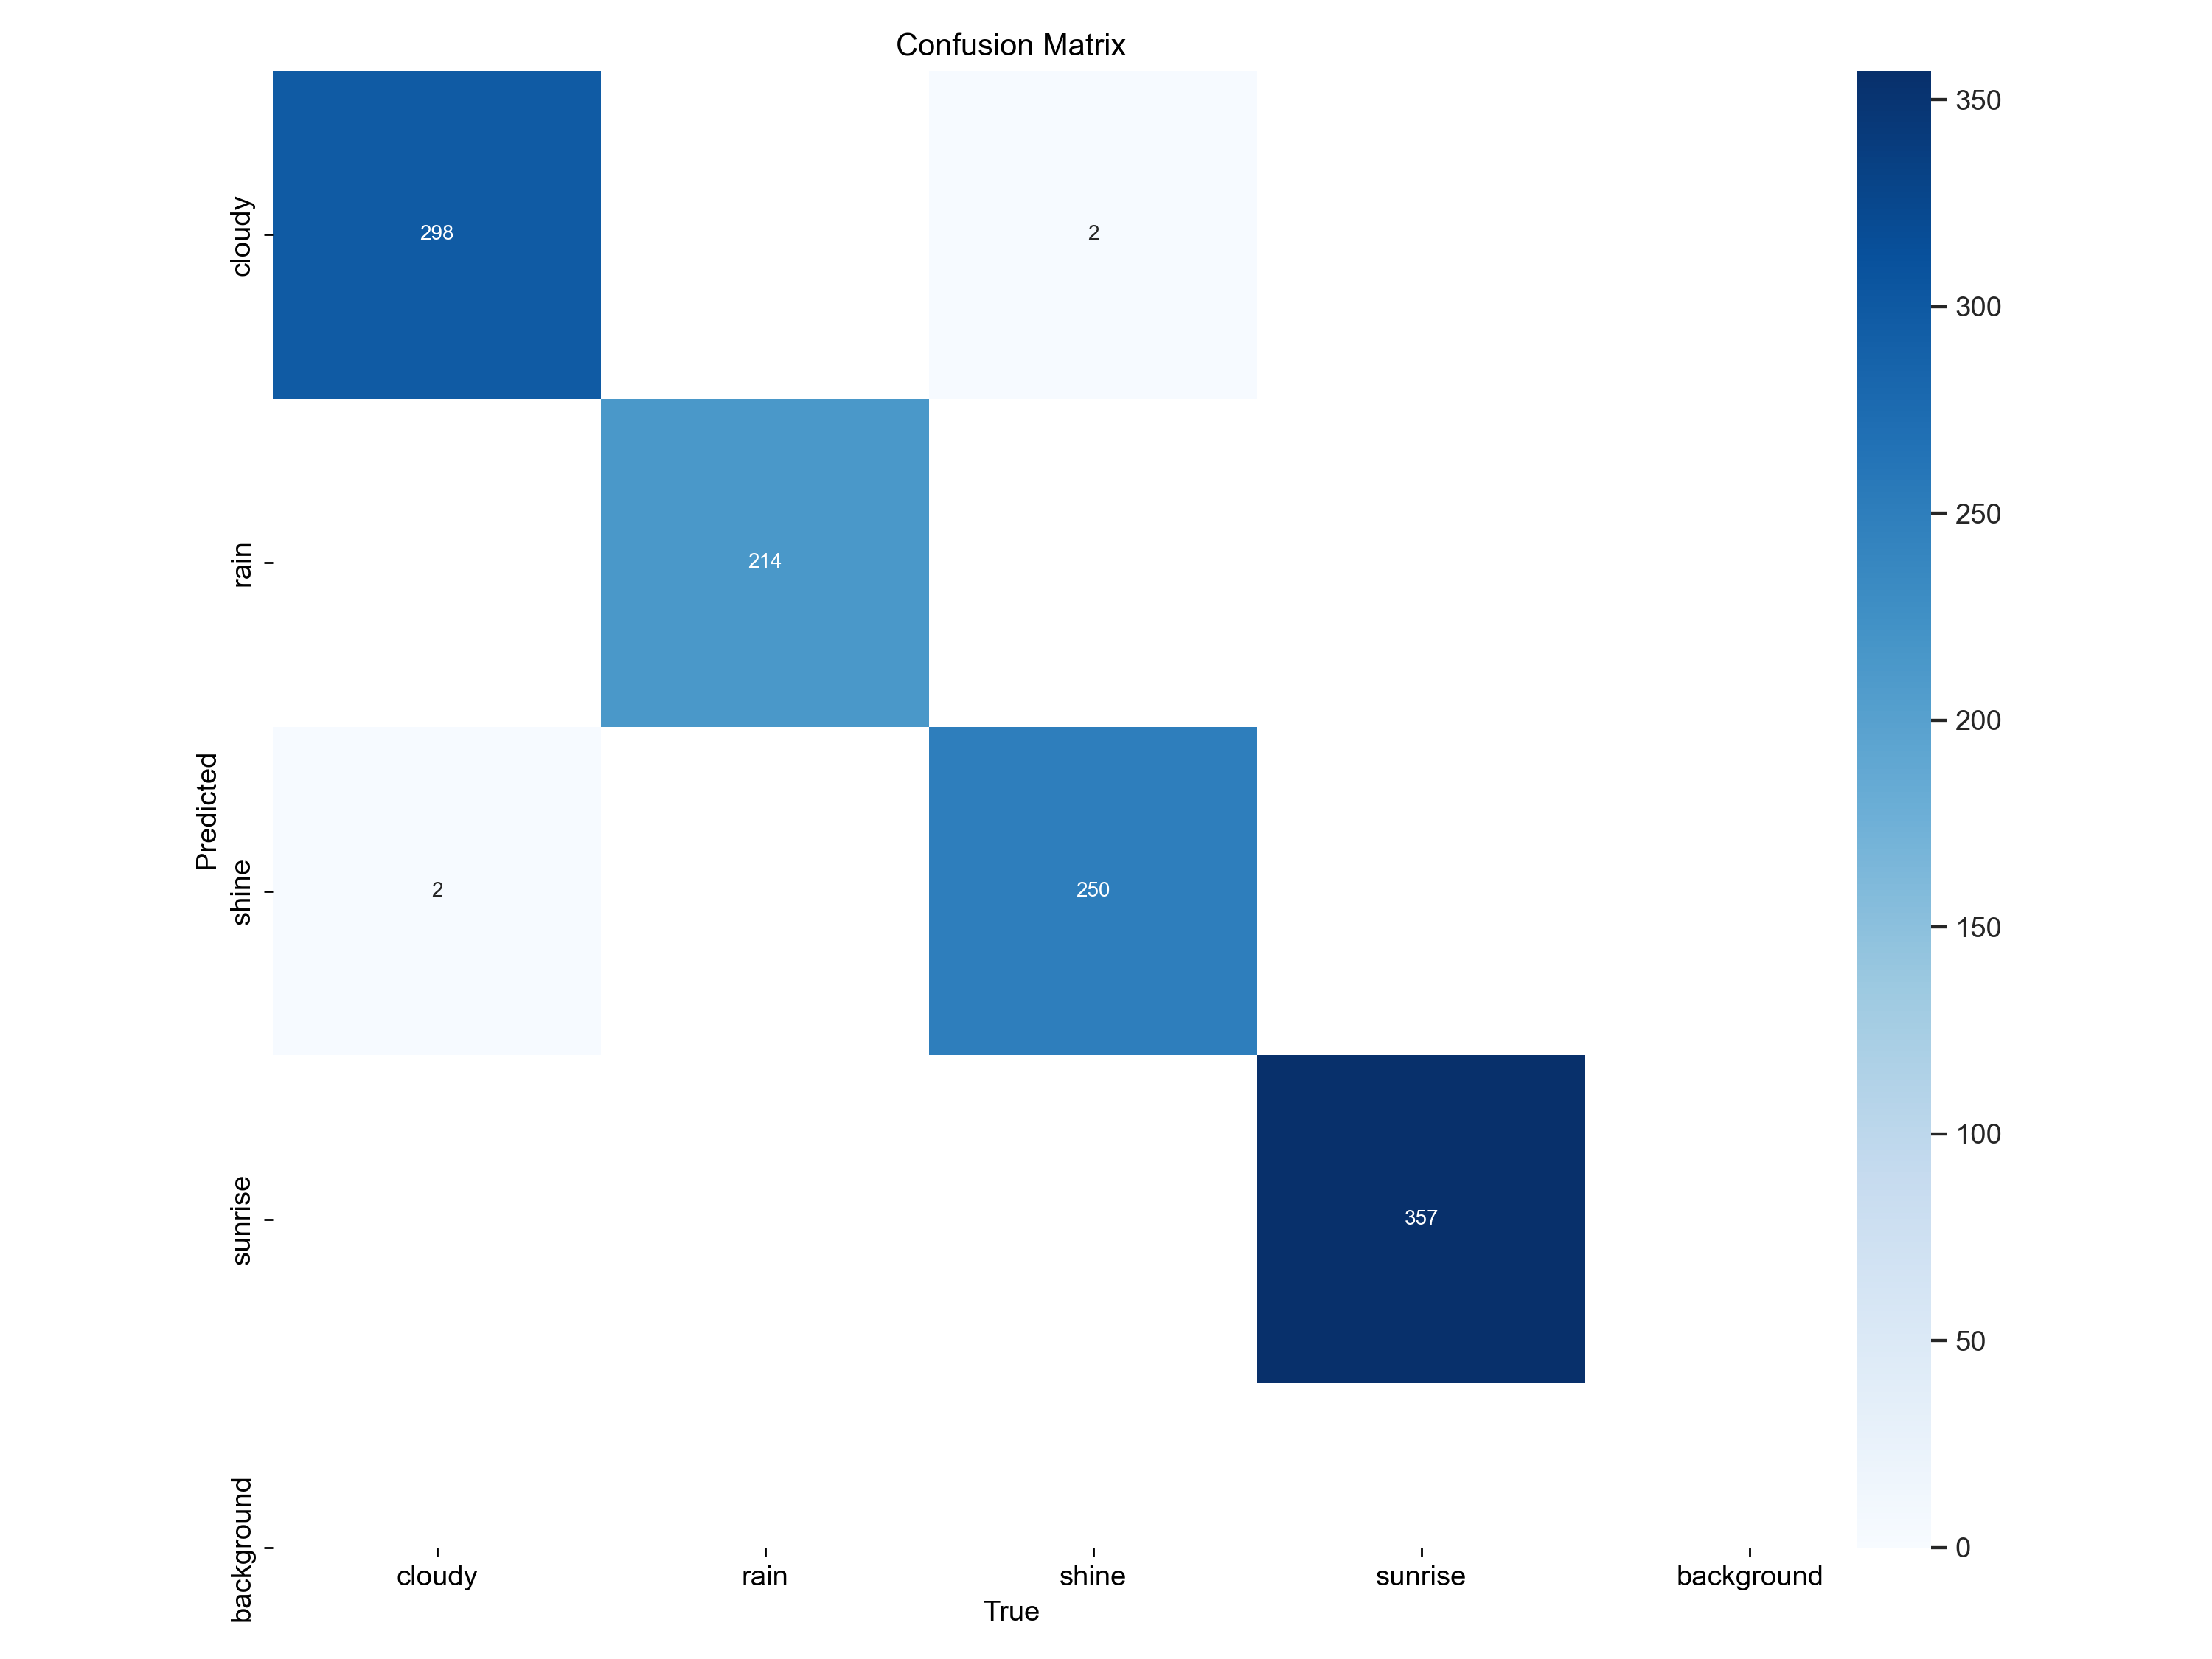 Confusion Matrix
cloudy
rain
shine
sunrise
background
Predicted
298
2
214
2
250
357
cloudy
rain
shine
sunrise
background
True
350
300
250
200
150
100
50
0